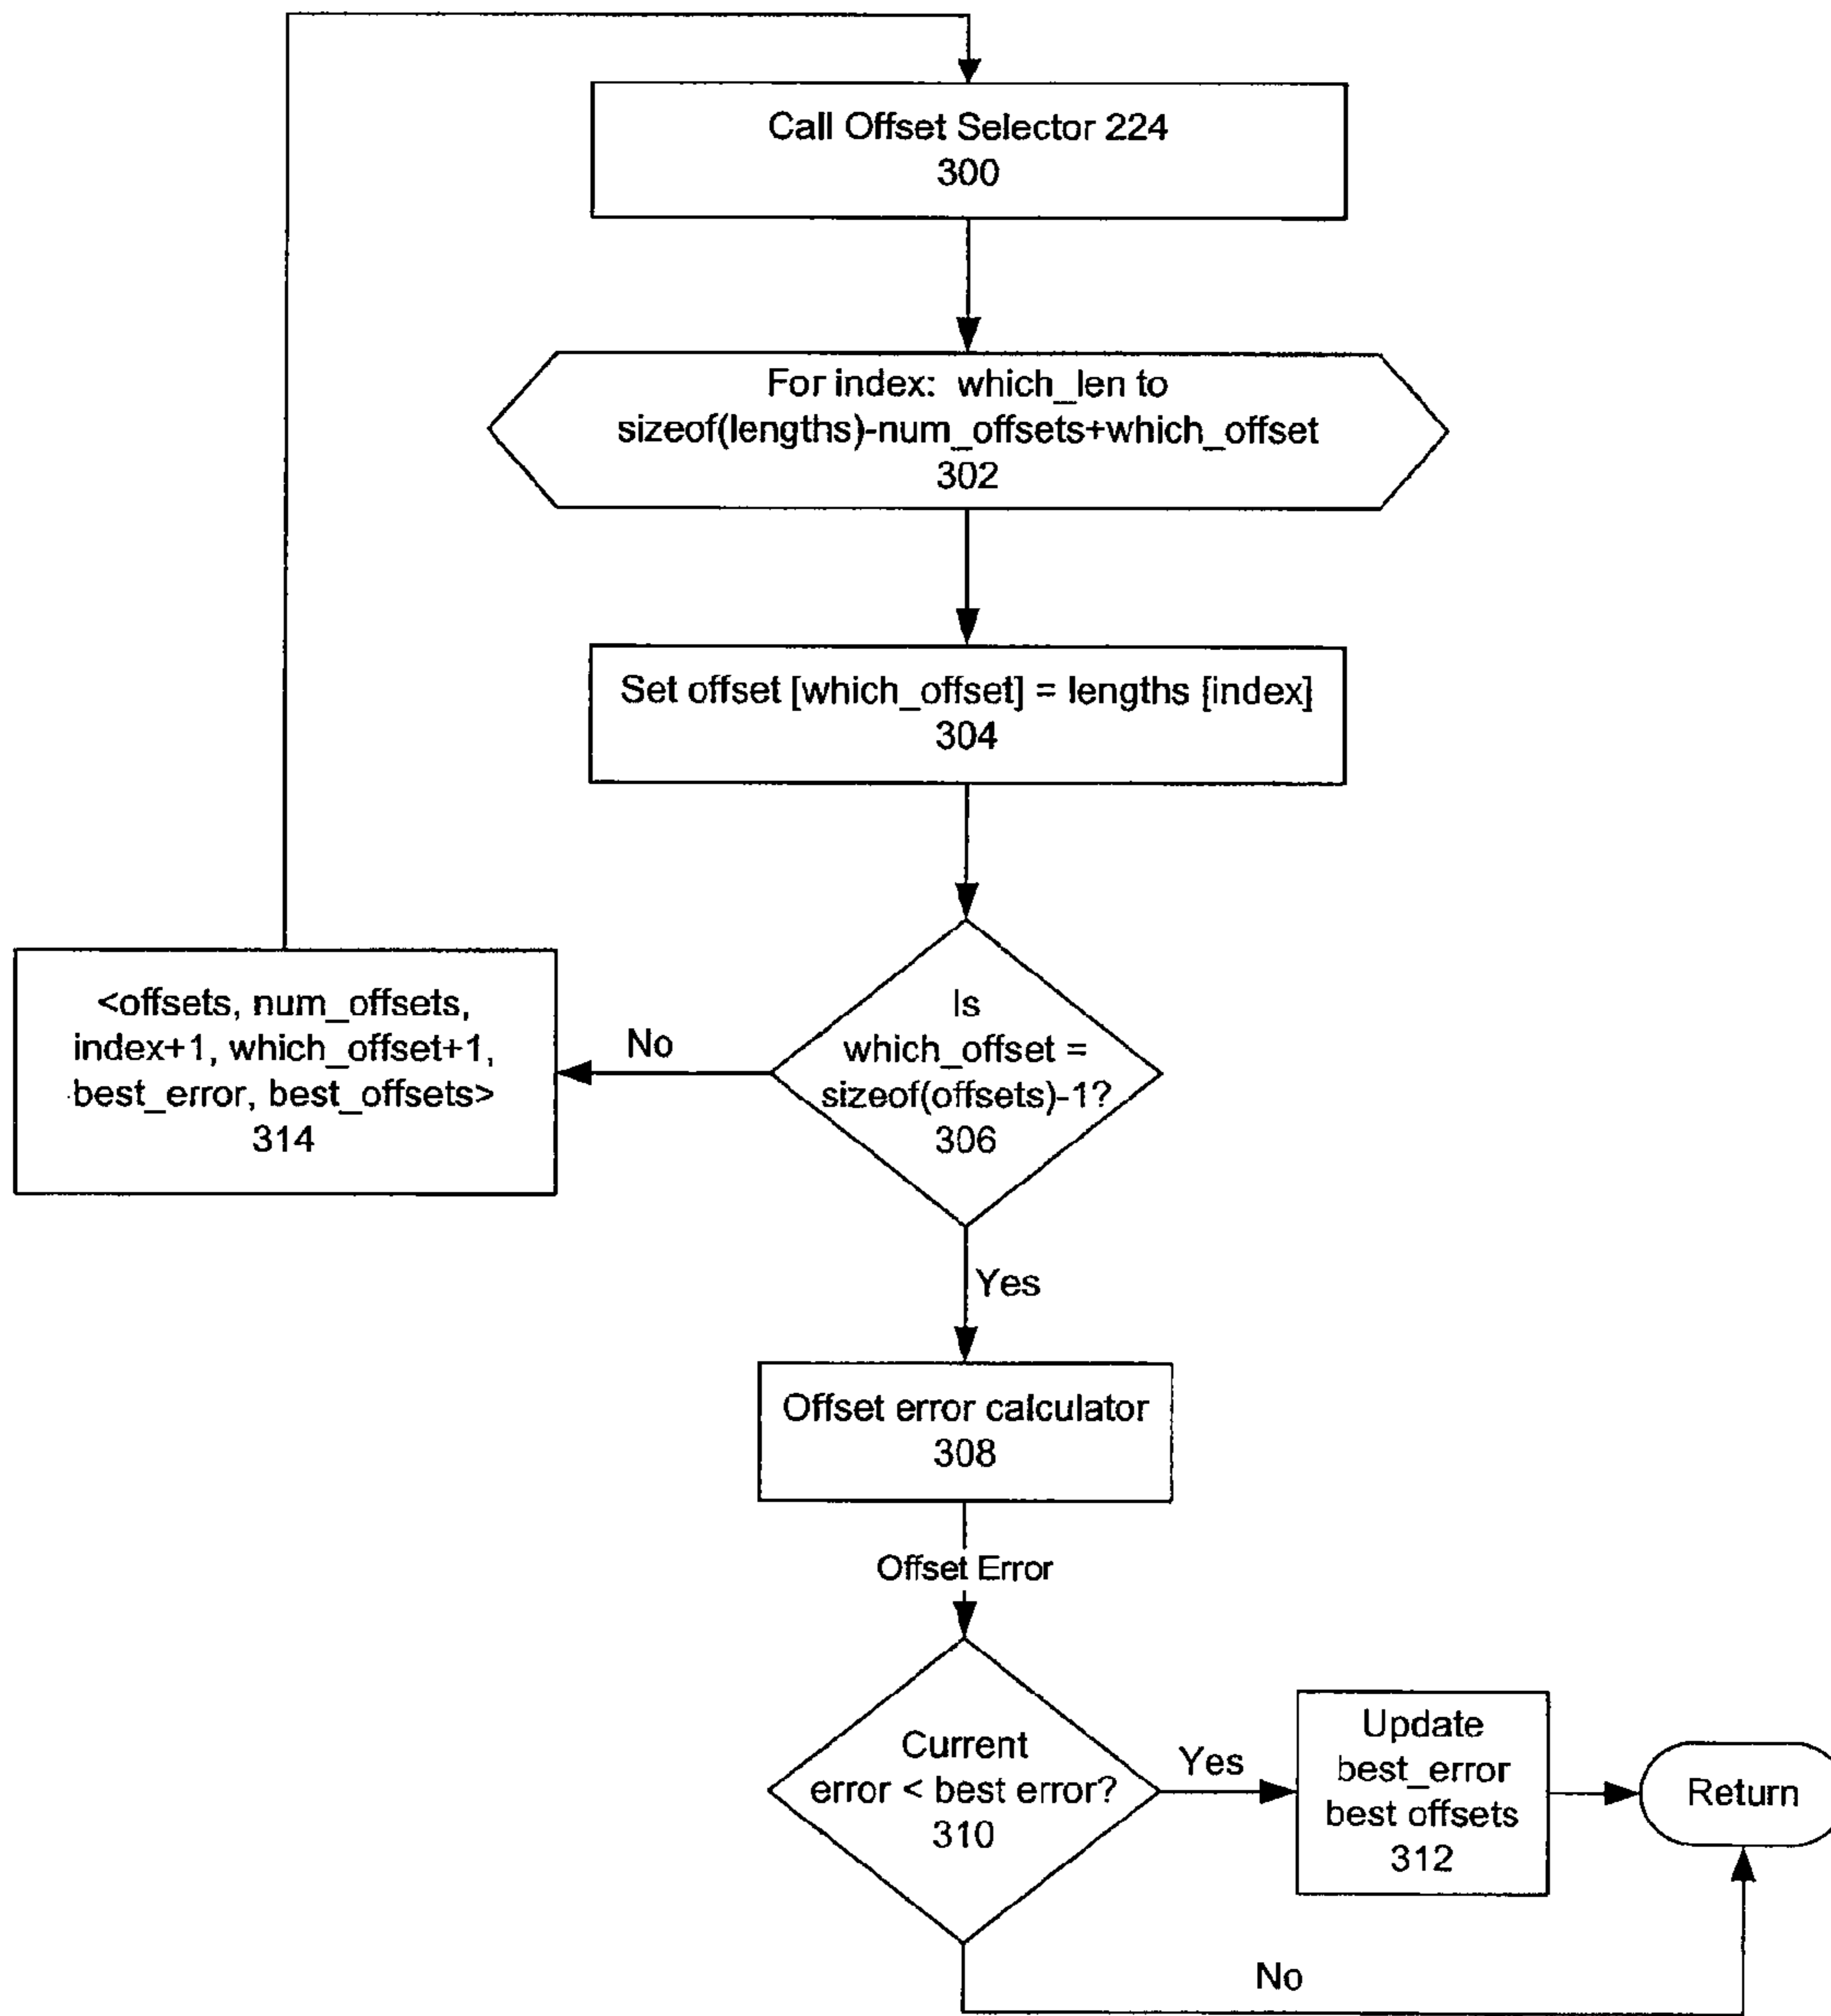 Call Offset Selector 224
300
For index: which_len to
sizeof(lengths)-num_offsets+which_offset
302
Set offset [which_offset] = lengths [index]
304
Is
which_offset =
sizeof(offsets)-1?
306
No
<offsets, num_offsets,
index+1, which_offset+1,
best_error, best_offsets>
314
Yes
Offset error calculator
308
Offset Error
Current
error < best error?
310
Yes
Update
best_error
best offsets
312
Return
No